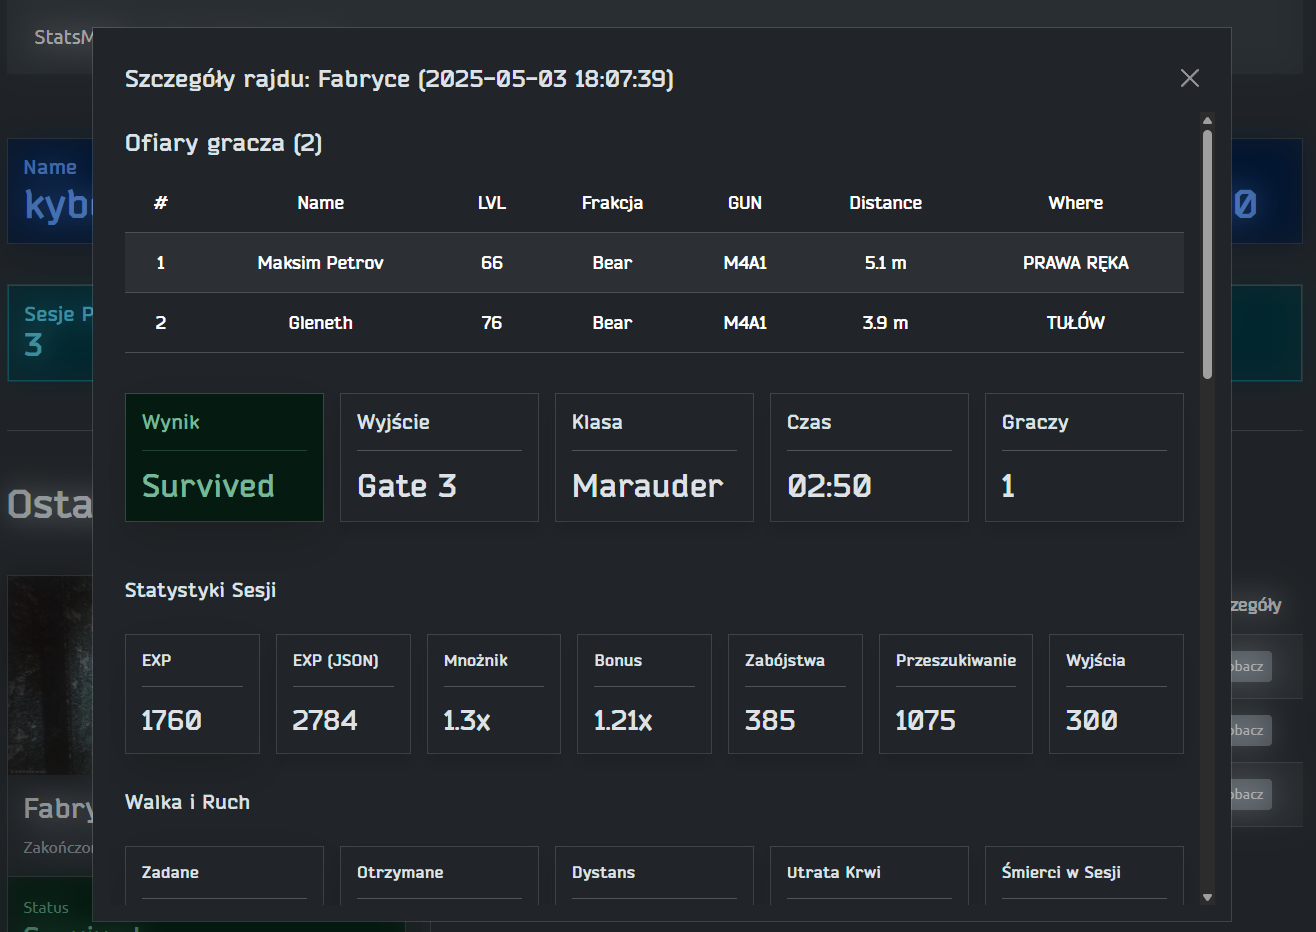 StatsM
Szczegóły rajdu: Fabryce (2025-05-03 18:07:39)
Ofiary gracza (2)
# Name LVL Frakcja GUN Distance Where
1 Maksim Petrov 66 Bear M4A1 5.1 m PRAWA RĘKA
2 Gleneth 76 Bear M4A1 3.9 m TUŁÓW
Name
kyb
0
Sesje P
3
Wynik Wyjście Klasa Czas Graczy
Survived Gate 3 Marauder 02:50 1
Osta
Statystyki Sesji
zegóły
EXP EXP (JSON) Mnożnik Bonus Zabójstwa Przeszukiwanie Wyjścia
1760 2784 1.3x 1.21x 385 1075 300
obacz
obacz
obacz
Walka i Ruch
Fabry
Zakończo
Zadane Otrzymane Dystans Utrata Krwi Śmierci w Sesji
Status